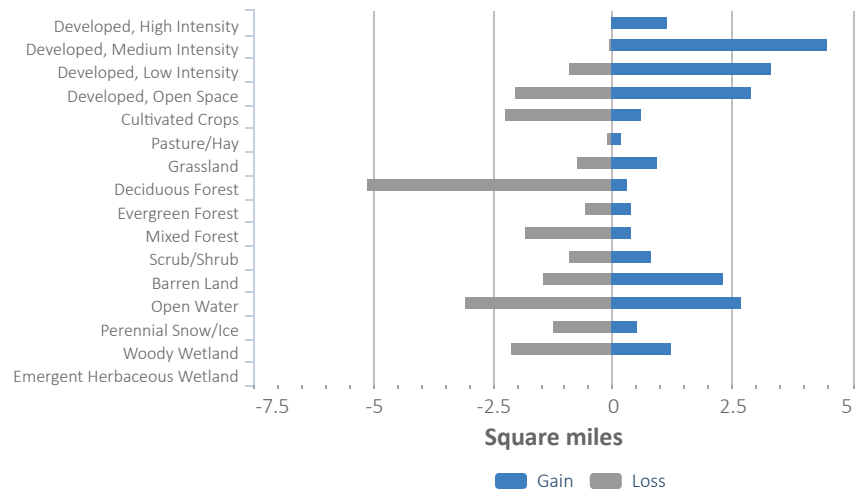 Developed, High Intensity
Developed, Medium Intensity
Developed, Low Intensity
Developed, Open Space
Cultivated Crops
Pasture/Hay
Grassland
Deciduous Forest
Evergreen Forest
Mixed Forest
Scrub/Shrub
Barren Land
Open Water
Perennial Snow/Ice
Woody Wetland
Emergent Herbaceous Wetland
-7.5 -5 -2.5 0 2.5 5
Square miles
Gain Loss